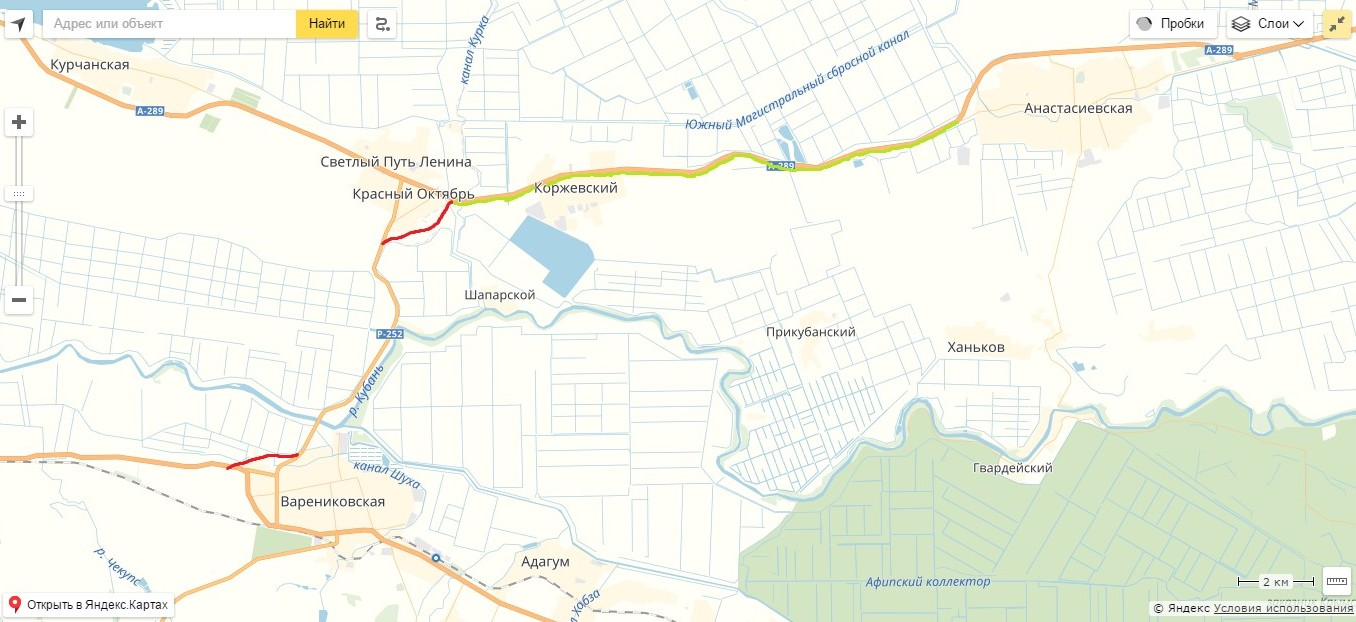 Адрес или объект
Найти
Пробки
Слои
Курчанская
канал Курка
А-289
А-289
Южный Магистральный сбросной канал
Анастасиевская
Светлый Путь Ленина
А-289
Красный Октябрь
Коржевский
Шапарской
Р-252
Прикубанский
Ханьков
р. Кубань
канал Шуха
Гвардейский
Варениковская
р. Чекупс
Адагум
Афипский коллектор
2 км
Хабза
Открыть в Яндекс.Картах
© Яндекс Условия использования